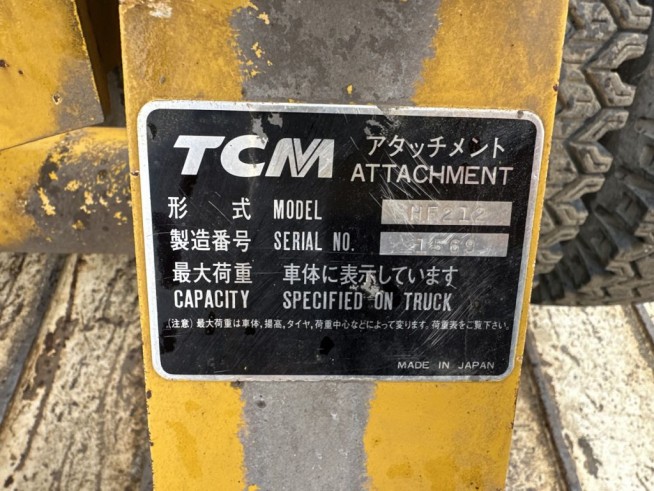 TCM アタッチメント
ATTACHMENT
形 式 MODEL MF212
製造番号 SERIAL NO.
最大荷重 車体に表示しています
CAPACITY SPECIFIED ON TRUCK
(注意) 最大荷重は車体,揚高,タイヤ,荷重中心などによって変ります.荷重表をご覧下さい.
MADE IN JAPAN